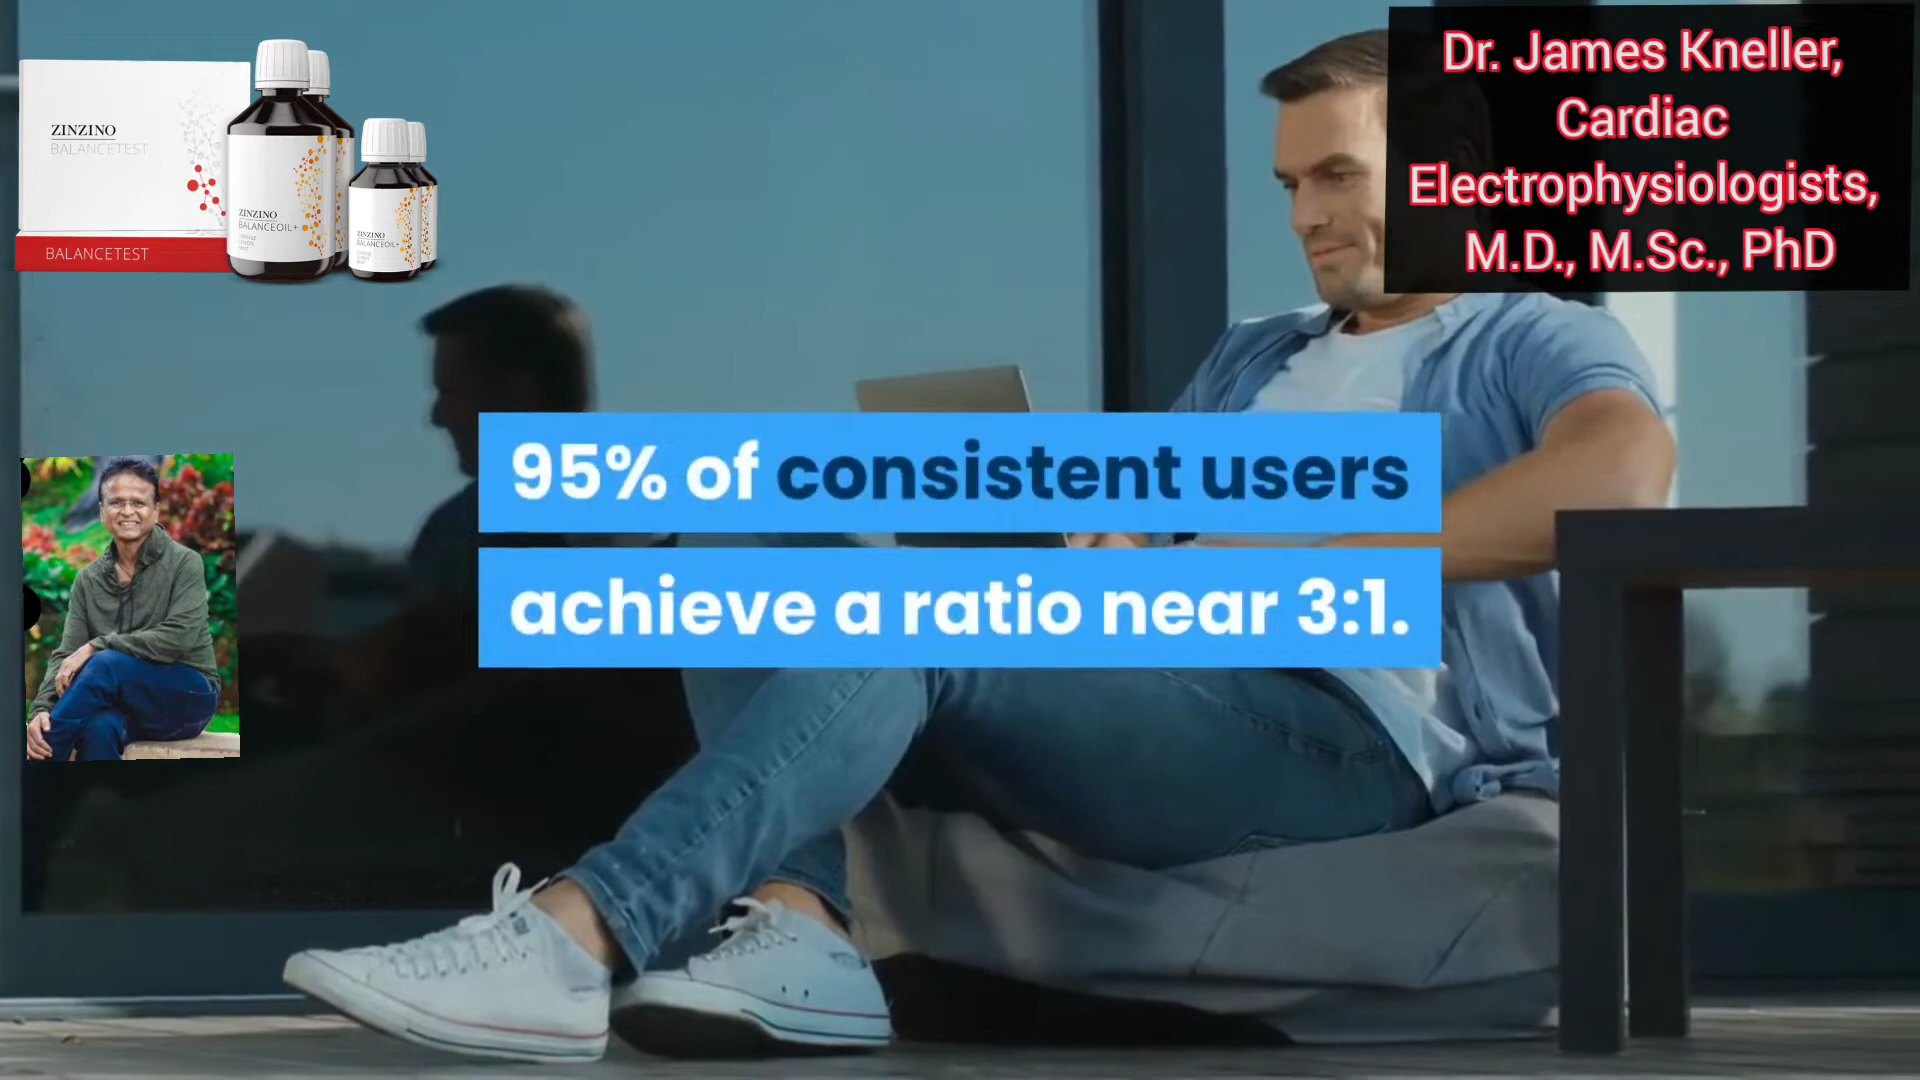 ZINZINO
BALANCETEST
BALANCETEST
ZINZINO
BALANCEOIL+
ZINZINO
BALANCEOIL+
Dr. James Kneller,
Cardiac
Electrophysiologists,
M.D., M.Sc., PhD
95% of consistent users
achieve a ratio near 3:1.